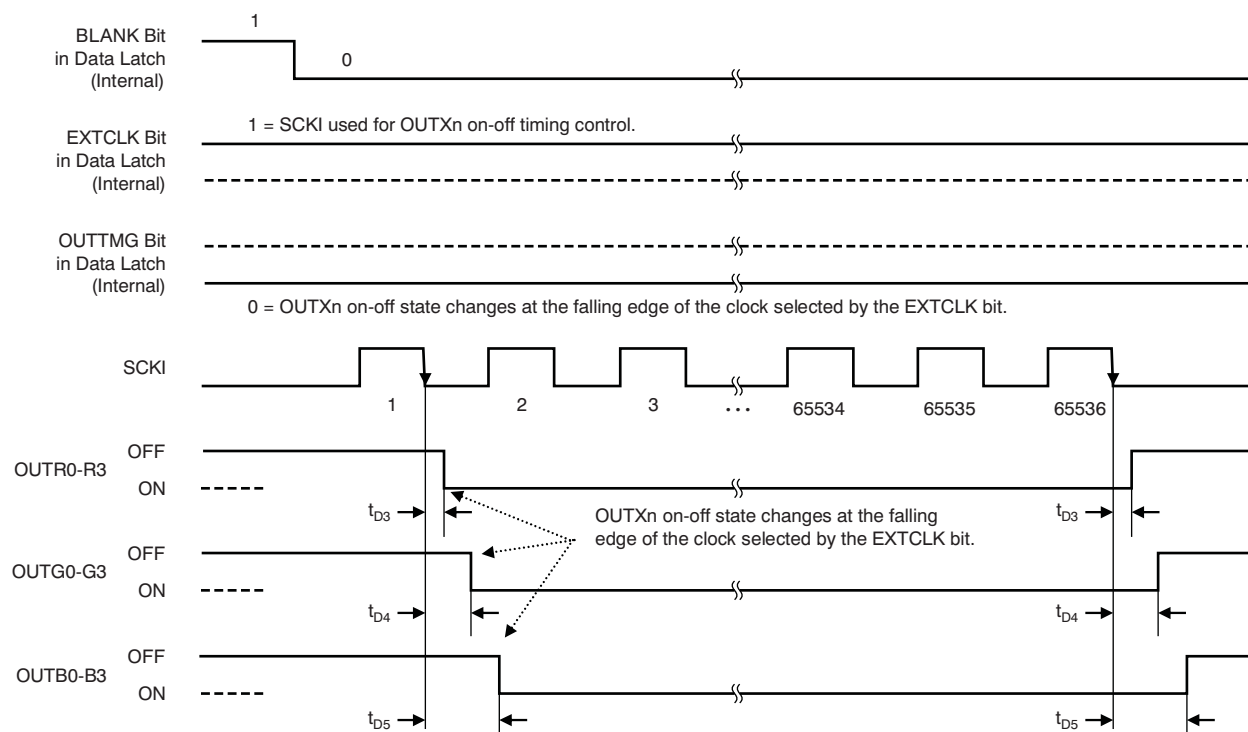 1
BLANK Bit
in Data Latch
(Internal)
0
1 = SCKI used for OUTXn on-off timing control.
EXTCLK Bit
in Data Latch
(Internal)
OUTTMG Bit
in Data Latch
(Internal)
0 = OUTXn on-off state changes at the falling edge of the clock selected by the EXTCLK bit.
SCKI
1 2 3 ... 65534 65535 65536
OFF
OUTR0-R3
ON
tD3 tD3
OUTXn on-off state changes at the falling
edge of the clock selected by the EXTCLK bit.
OFF
OUTG0-G3
ON
tD4 tD4
OFF
OUTB0-B3
ON
tD5 tD5